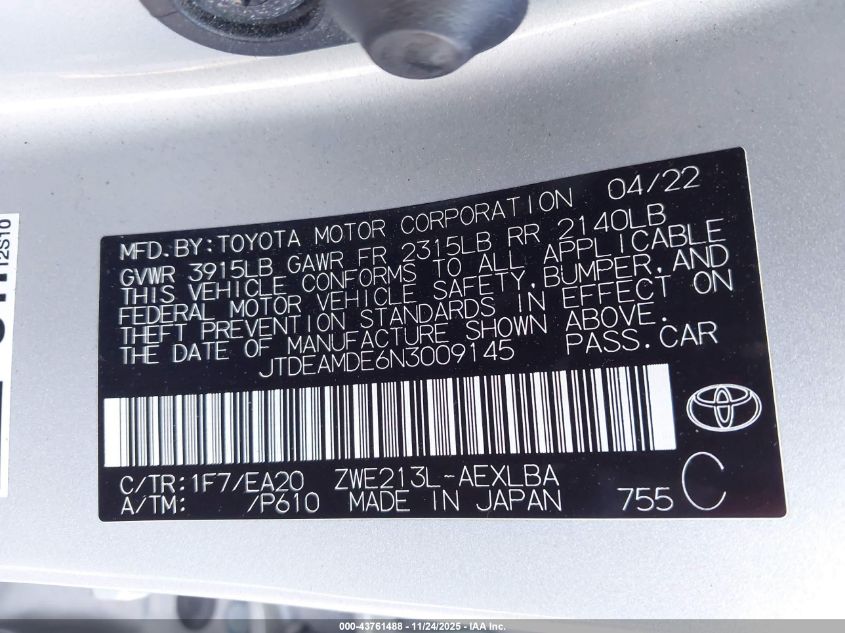 MFD.BY:TOYOTA MOTOR CORPORATION 04/22
GVWR 3915LB GAWR FR 2315LB RR 2140LB
THIS VEHICLE CONFORMS TO ALL APPLICABLE
FEDERAL MOTOR VEHICLE SAFETY,BUMPER,AND
THEFT PREVENTION STANDARDS IN EFFECT ON
THE DATE OF MANUFACTURE SHOWN ABOVE.
JTDEAMDE6N3009145 PASS.CAR
C/TR:1F7/EA20 ZWE213L-AEXLBA
A/TM: /P610 MADE IN JAPAN 755 C
12S10
000-43761488 - 11/24/2025 - IAA Inc.